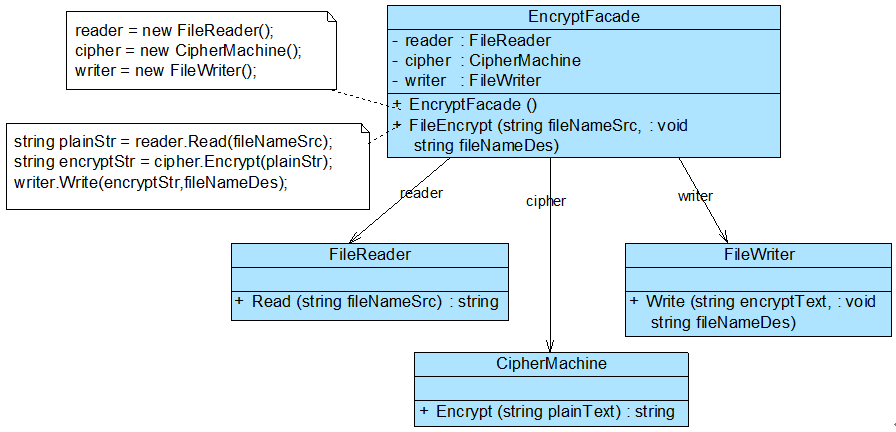 reader = new FileReader();
cipher = new CipherMachine();
writer = new FileWriter();
EncryptFacade
- reader : FileReader
- cipher : CipherMachine
- writer : FileWriter
+ EncryptFacade ()
+ FileEncrypt (string fileNameSrc, : void
string fileNameDes)
string plainStr = reader.Read(fileNameSrc);
string encryptStr = cipher.Encrypt(plainStr);
writer.Write(encryptStr,fileNameDes);
reader
cipher
writer
FileReader
+ Read (string fileNameSrc) : string
FileWriter
+ Write (string encryptText, : void
string fileNameDes)
CipherMachine
+ Encrypt (string plainText) : string